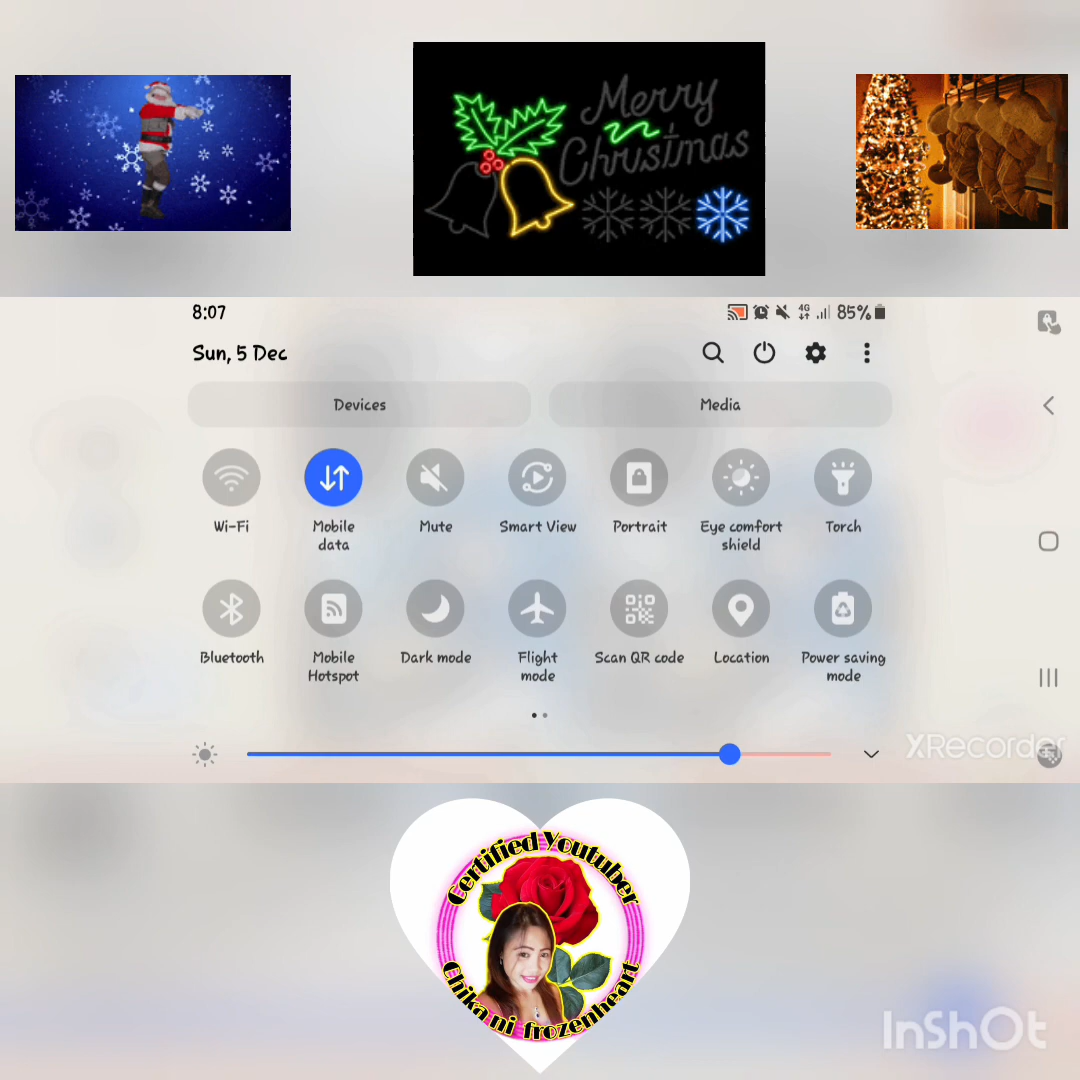 Merry
Christmas
8:07
4G
85%
Sun, 5 Dec
Devices
Media
Wi-Fi
Mobile
data
Mute
Smart View
Portrait
Eye comfort
shield
Torch
Bluetooth
Mobile
Hotspot
Dark mode
Flight
mode
Scan QR code
Location
Power saving
mode
XRecorder
Certified Youtuber
Chika ni frozenheart
InShOt